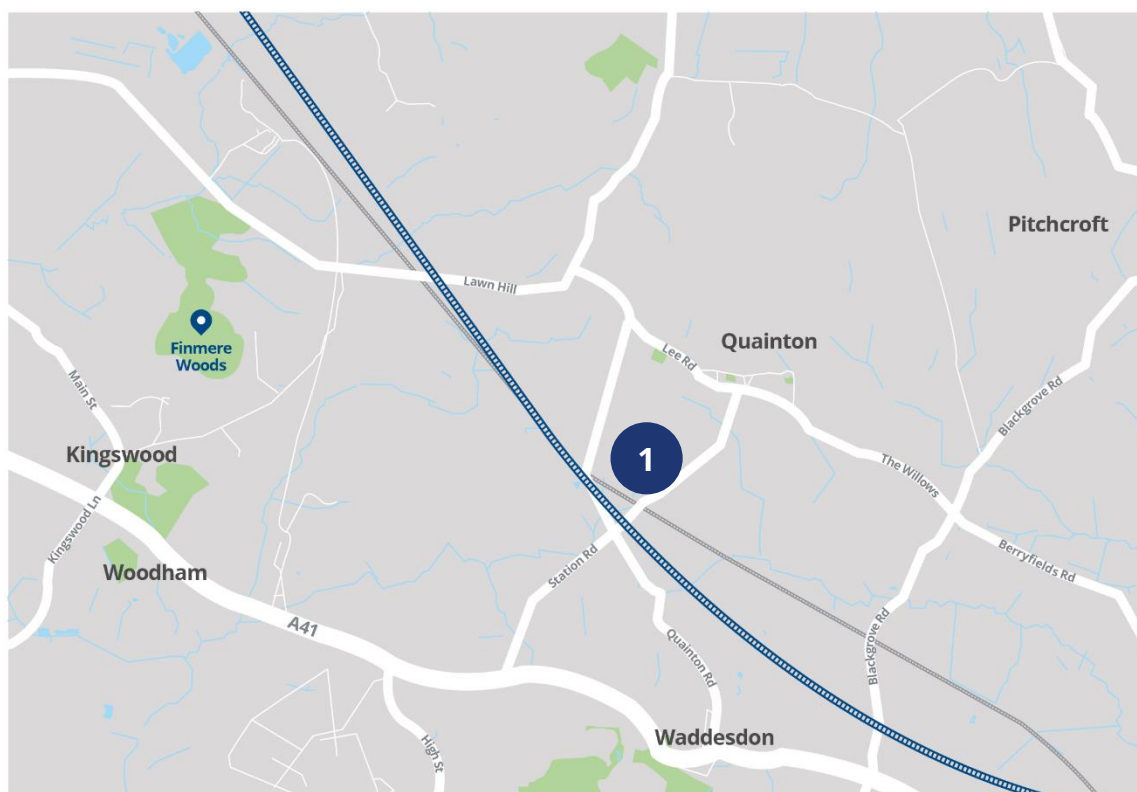 Pitchcroft
Lawn Hill
Quainton
Finmere
Woods
Lee Rd
Main St
Blackgrove Rd
Kingswood
1
The Willows
Kingswood Ln
Woodham
Station Rd
Berryfields Rd
A41
Quainton Rd
Blackgrove Rd
Waddesdon
High St